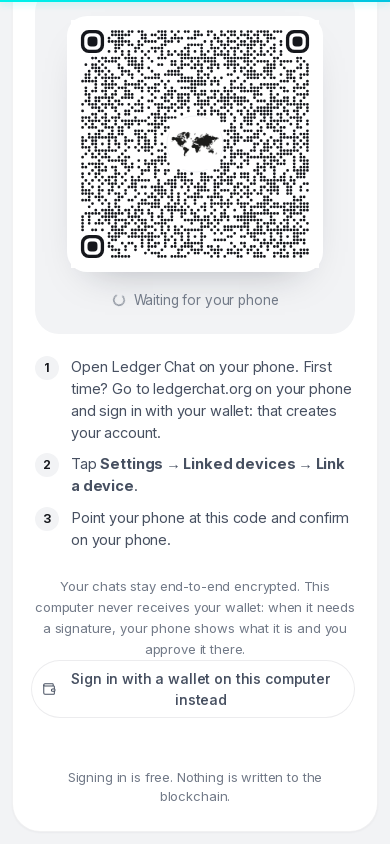 Waiting for your phone
1 Open Ledger Chat on your phone. First
time? Go to ledgerchat.org on your phone
and sign in with your wallet: that creates
your account.
2 Tap Settings → Linked devices → Link
a device.
3 Point your phone at this code and confirm
on your phone.
Your chats stay end-to-end encrypted. This
computer never receives your wallet: when it needs
a signature, your phone shows what it is and you
approve it there.
Sign in with a wallet on this computer
instead
Signing in is free. Nothing is written to the
blockchain.